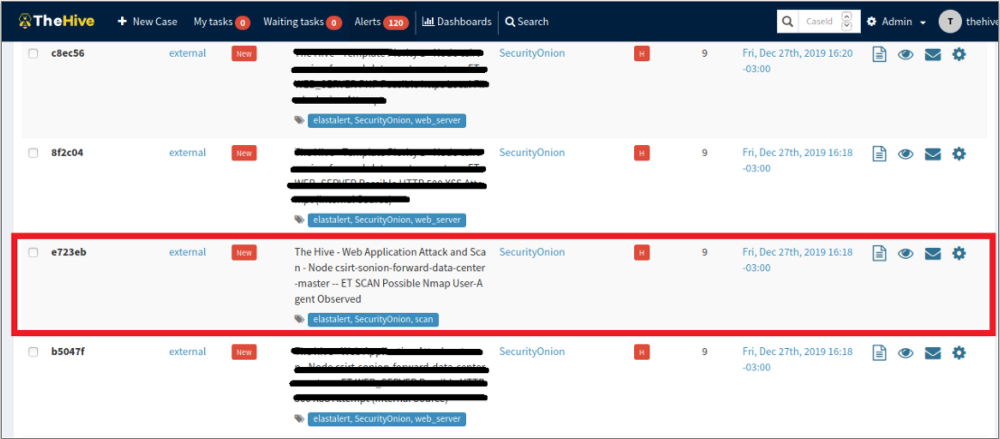 TheHive + New Case My tasks 0 Waiting tasks 0 Alerts 120 Dashboards Search CaseId Admin T thehive
c8ec56 external New SecurityOnion H 9 Fri, Dec 27th, 2019 16:20
-03:00
elastalert, SecurityOnion, web_server
8f2c04 external New SecurityOnion H 9 Fri, Dec 27th, 2019 16:18
-03:00
elastalert, SecurityOnion, web_server
e723eb external New The Hive - Web Application Attack and Sca SecurityOnion H 9 Fri, Dec 27th, 2019 16:18
n - Node csirt-sonion-forward-data-center -03:00
-master -- ET SCAN Possible Nmap User-A
gent Observed
elastalert, SecurityOnion, scan
b5047f external New SecurityOnion H 9 Fri, Dec 27th, 2019 16:18
-03:00
elastalert, SecurityOnion, web_server